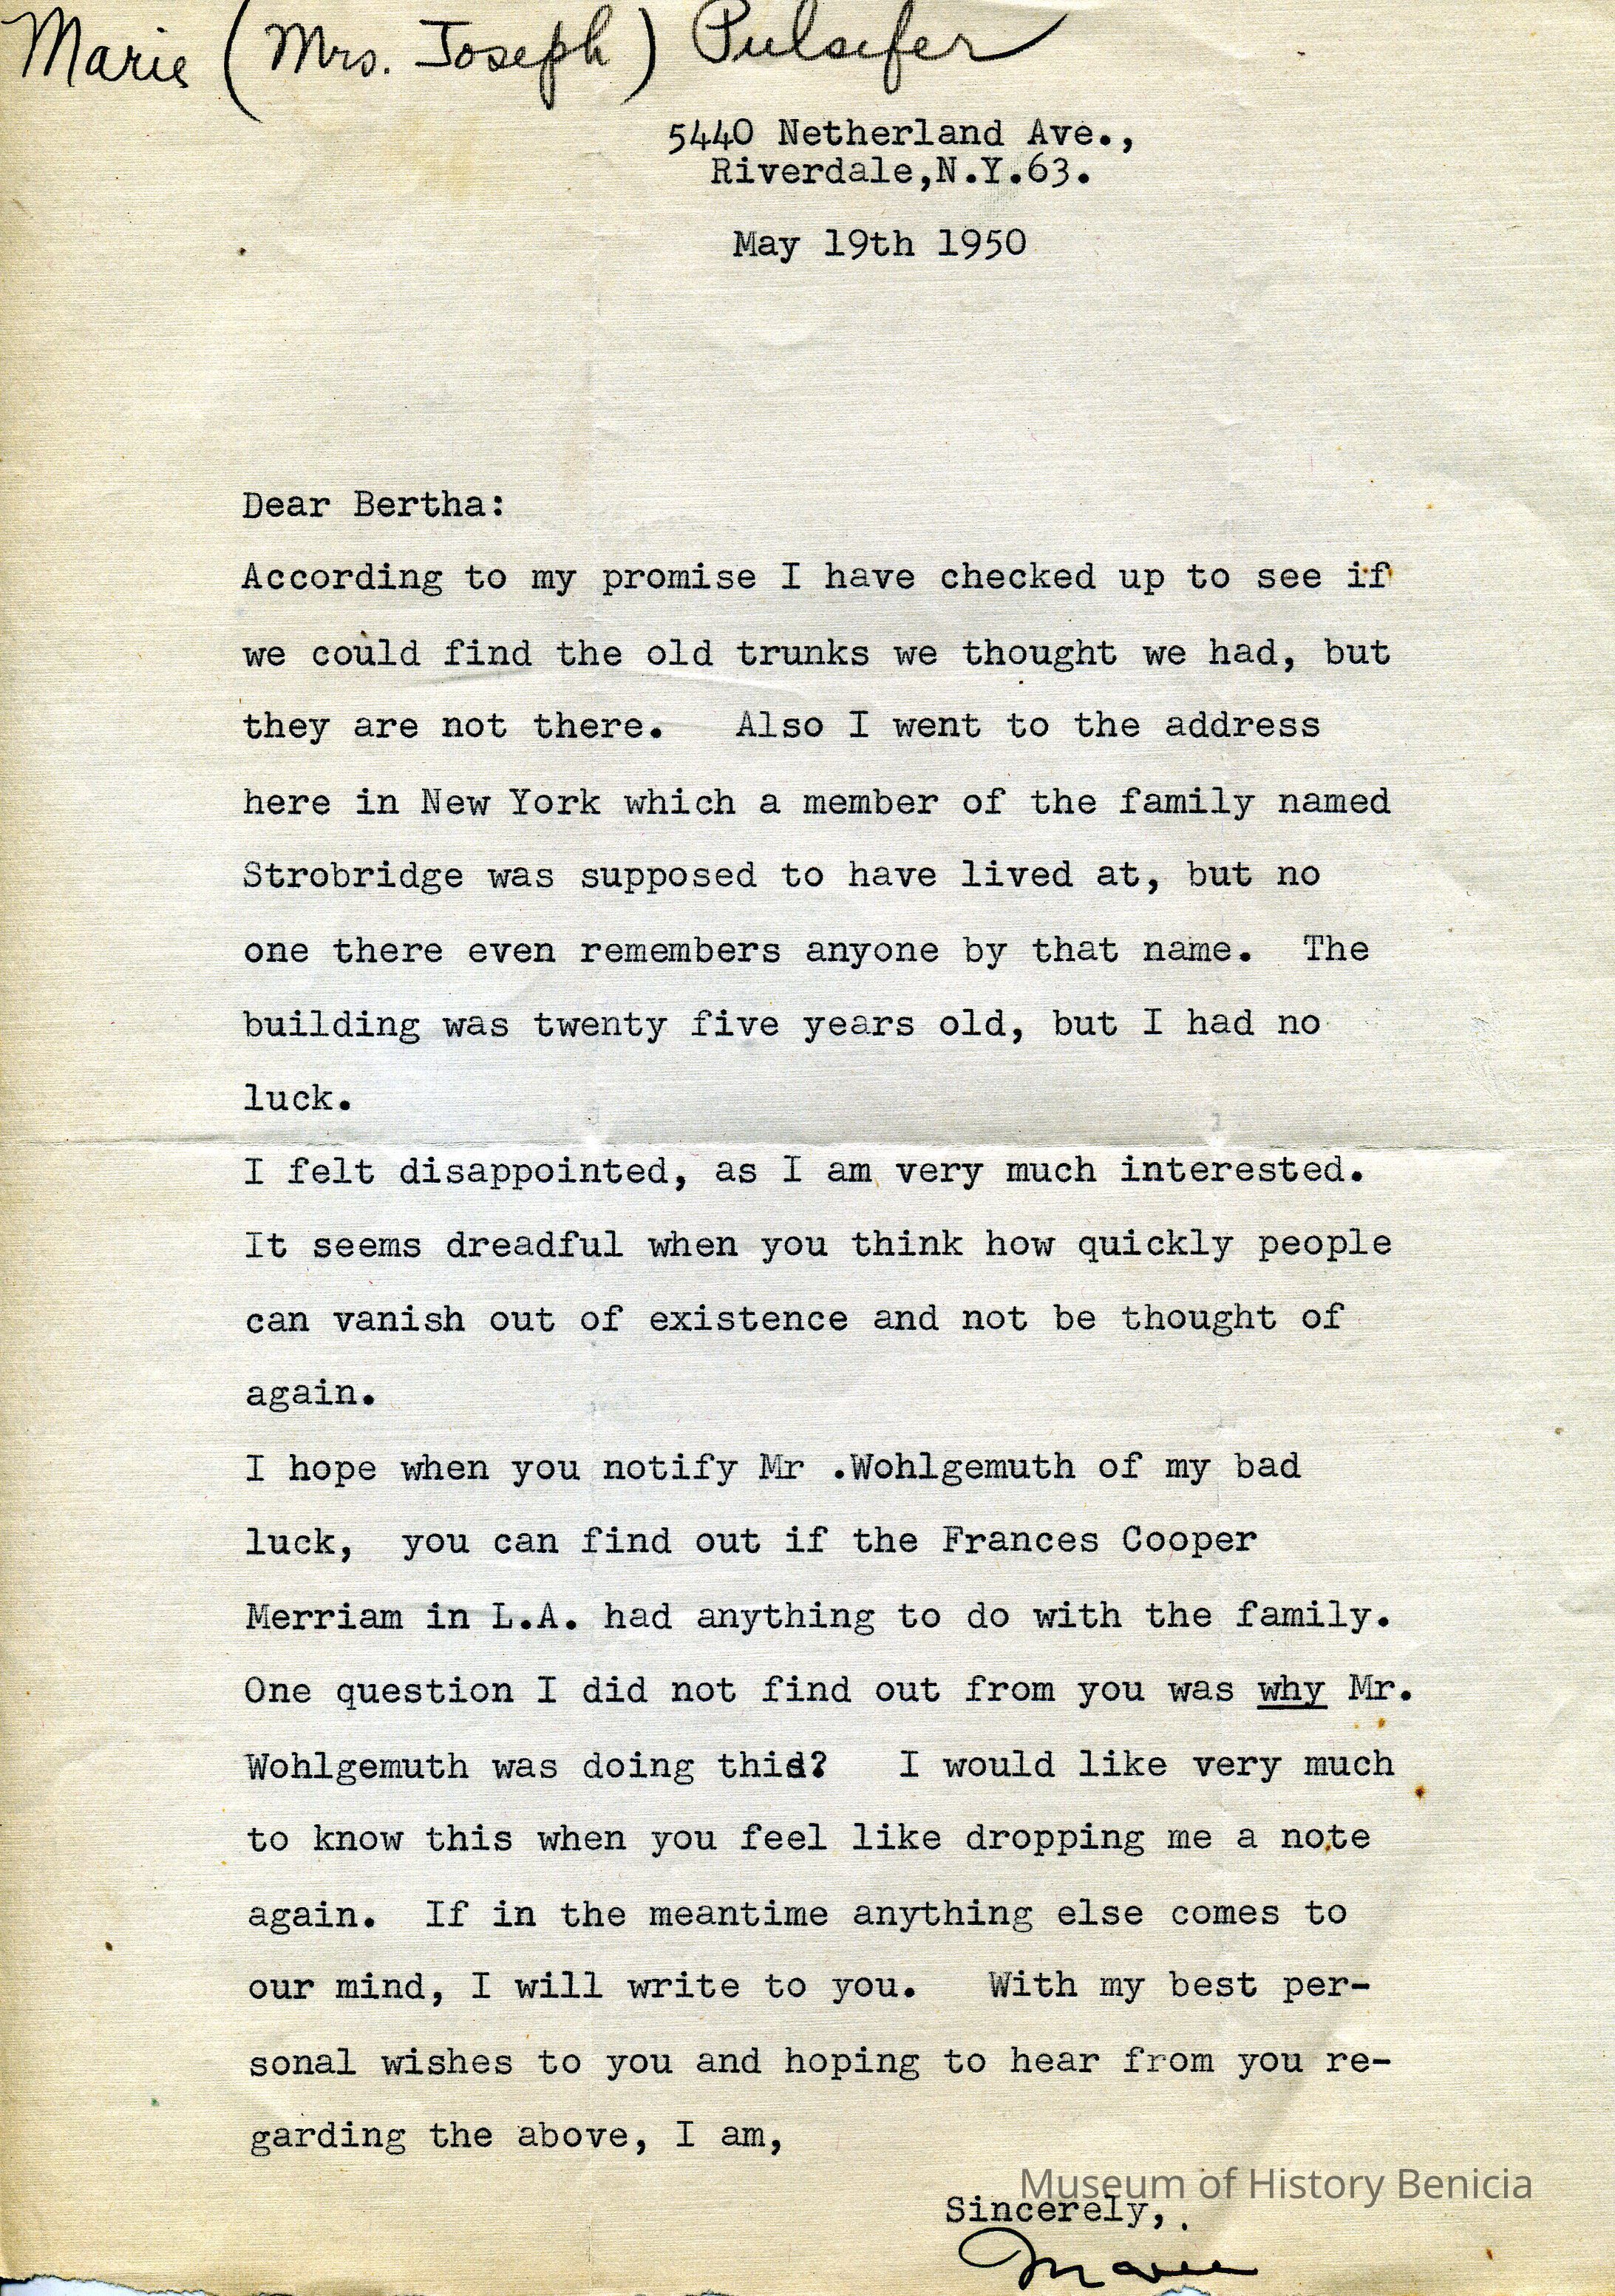 Marie (Mrs. Joseph) Pulsifer
5440 Netherland Ave.,
Riverdale,N.Y.63.
May 19th 1950
Dear Bertha:
According to my promise I have checked up to see if
we could find the old trunks we thought we had, but
they are not there.   Also I went to the address
here in New York which a member of the family named
Strobridge was supposed to have lived at, but no
one there even remembers anyone by that name.  The
building was twenty five years old, but I had no
luck.
I felt disappointed, as I am very much interested.
It seems dreadful when you think how quickly people
can vanish out of existence and not be thought of
again.
I hope when you notify Mr .Wohlgemuth of my bad
luck,  you can find out if the Frances Cooper
Merriam in L.A. had anything to do with the family.
One question I did not find out from you was why Mr.
Wohlgemuth was doing this?   I would like very much
to know this when you feel like dropping me a note
again.  If in the meantime anything else comes to
our mind, I will write to you.   With my best per-
sonal wishes to you and hoping to hear from you re-
garding the above, I am,
Museum of History Benicia
Sincerely,
Marie